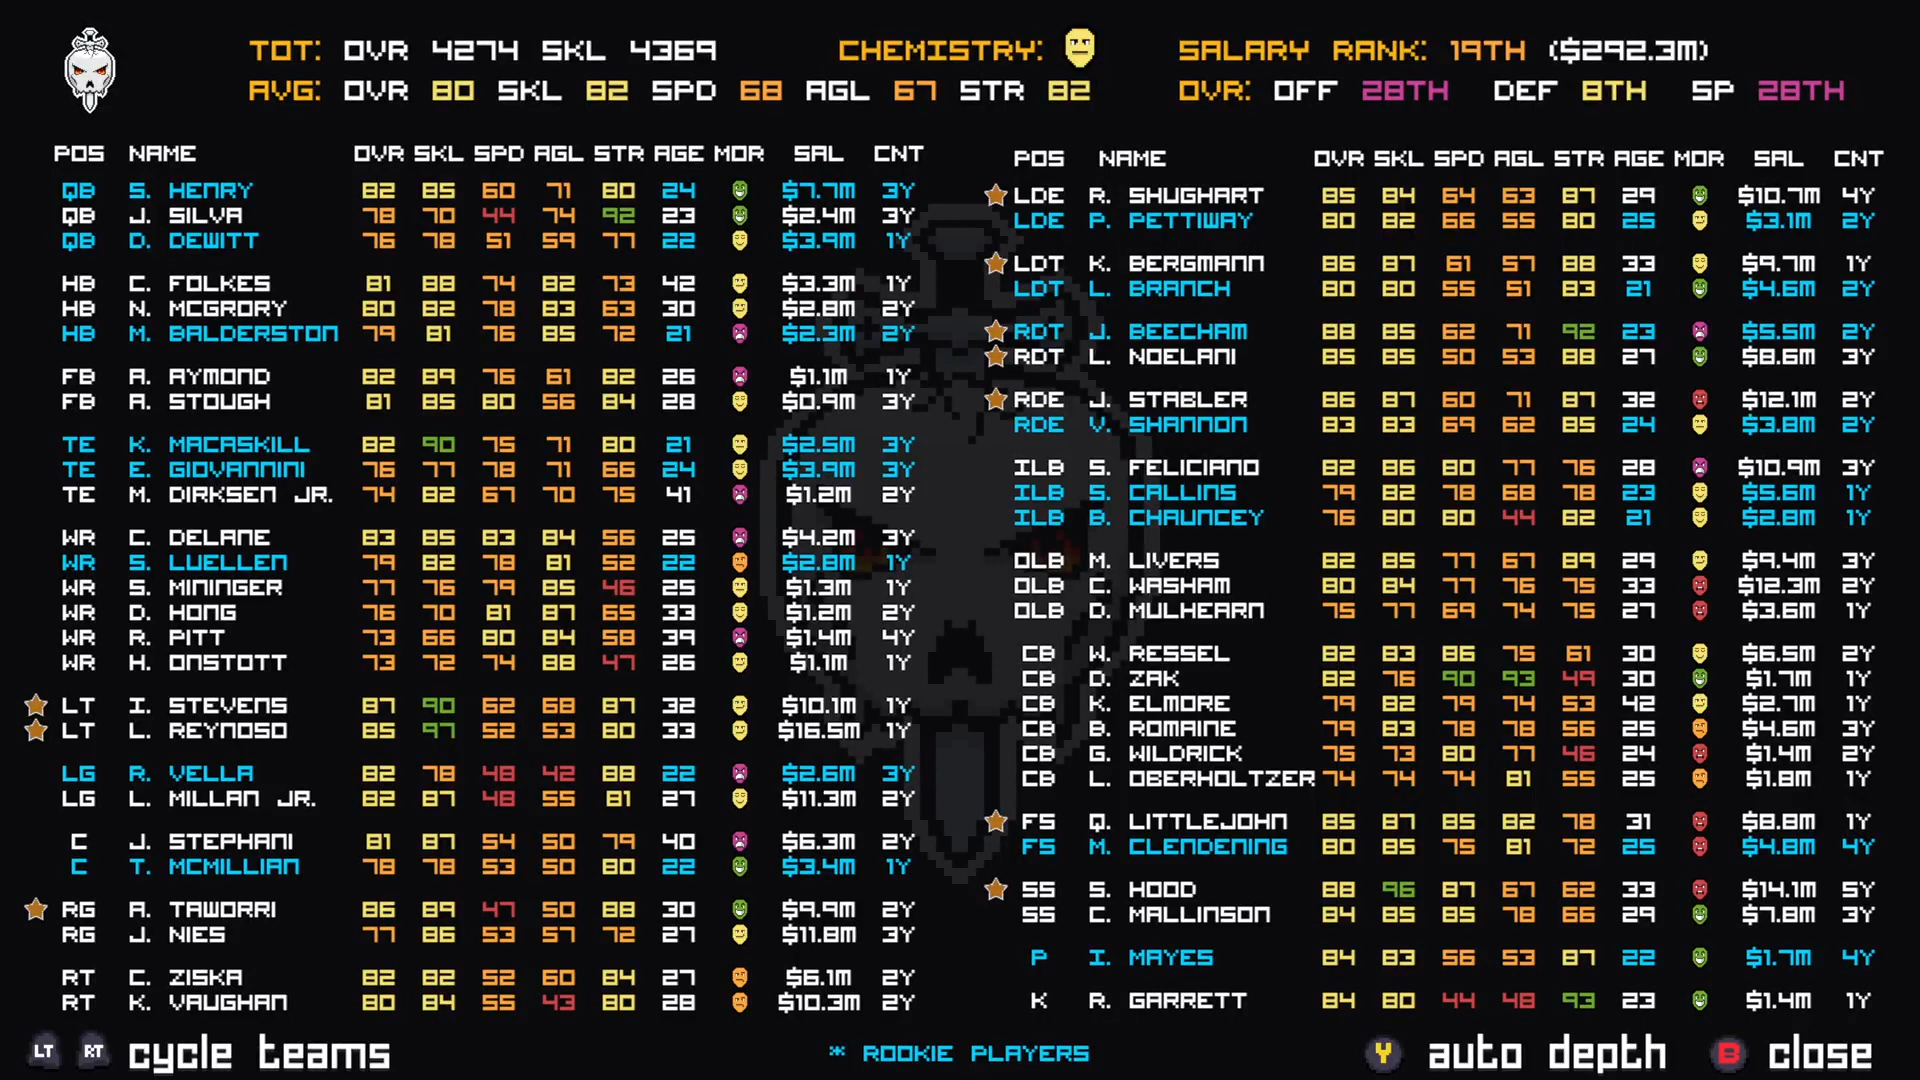 TOT: OVR 4274 SKL 4369 CHEMISTRY: SALARY RANK: 19TH ($292.3M)
AVG: OVR 80 SKL 82 SPD 68 AGL 67 STR 82 OVR: OFF 28TH DEF 8TH SP 28TH
POS NAME OVR SKL SPD AGL STR AGE MOR SAL CNT
QB S. HENRY 82 85 60 71 80 24 $7.7M 3Y
QB J. SILVA 78 70 44 74 92 23 $2.4M 3Y
QB D. DEWITT 76 78 51 59 77 22 $3.9M 1Y
HB C. FOLKES 81 88 74 82 73 42 $3.3M 1Y
HB N. MCGRORY 80 82 78 83 63 30 $2.8M 2Y
HB M. BALDERSTON 79 81 76 85 72 21 $2.3M 2Y
FB A. AYMOND 82 89 76 61 82 26 $1.1M 1Y
FB A. STOUGH 81 85 80 56 84 28 $0.9M 3Y
TE K. MACASKILL 82 90 75 71 80 21 $2.5M 3Y
TE E. GIOVANNINI 76 77 78 71 66 24 $3.9M 3Y
TE M. DIRKSEN JR. 74 82 67 70 75 41 $1.2M 2Y
WR C. DELANE 83 85 83 84 56 25 $4.2M 3Y
WR S. LUELLEN 79 82 78 81 52 22 $2.8M 1Y
WR S. MININGER 77 76 79 85 46 25 $1.3M 1Y
WR D. HONG 76 70 81 87 65 33 $1.2M 2Y
WR R. PITT 73 66 80 84 58 39 $1.4M 4Y
WR H. ONSTOTT 73 72 74 88 47 26 $1.1M 1Y
LT I. STEVENS 87 90 62 68 87 32 $10.1M 1Y
LT L. REYNOSO 85 97 52 53 80 33 $16.5M 1Y
LG R. VELLA 82 78 48 42 88 22 $2.6M 3Y
LG L. MILLAN JR. 82 87 48 55 81 27 $11.3M 2Y
C J. STEPHANI 81 87 54 50 79 40 $6.3M 2Y
C T. MCMILLIAN 78 78 53 50 80 22 $3.4M 1Y
RG A. TAWORRI 86 89 47 50 88 30 $9.9M 2Y
RG J. NIES 77 86 53 57 72 27 $11.8M 3Y
RT C. ZISKA 82 82 52 60 84 27 $6.1M 2Y
RT K. VAUGHAN 80 84 55 43 80 28 $10.3M 2Y
POS NAME OVR SKL SPD AGL STR AGE MOR SAL CNT
LDE R. SHUGHART 85 84 64 63 87 29 $10.7M 4Y
LDE P. PETTIWAY 80 82 66 55 80 25 $3.1M 2Y
LDT K. BERGMANN 86 87 61 57 88 33 $9.7M 1Y
LDT L. BRANCH 80 80 55 51 83 21 $4.6M 2Y
RDT J. BEECHAM 88 85 62 71 92 23 $5.5M 2Y
RDT L. NOELANI 85 85 50 53 88 27 $8.6M 3Y
RDE J. STABLER 86 87 60 71 87 32 $12.1M 2Y
RDE V. SHANNON 83 83 69 62 85 24 $3.8M 2Y
ILB S. FELICIANO 82 86 80 77 76 28 $10.9M 3Y
ILB S. CALLINS 79 82 78 68 78 23 $5.6M 1Y
ILB B. CHAUNCEY 76 80 80 44 82 21 $2.8M 1Y
OLB M. LIVERS 82 85 77 67 89 29 $9.4M 3Y
OLB C. WASHAM 80 84 77 76 75 33 $12.3M 2Y
OLB D. MULHEARN 75 77 69 74 75 27 $3.6M 1Y
CB W. RESSEL 82 83 86 75 61 30 $6.5M 2Y
CB D. ZAK 82 76 90 93 49 30 $1.7M 1Y
CB K. ELMORE 79 82 79 74 53 42 $2.7M 1Y
CB B. ROMAINE 79 83 78 78 56 25 $4.6M 3Y
CB G. WILDRICK 75 73 80 77 46 24 $1.4M 2Y
CB L. OBERHOLTZER 74 74 74 81 55 25 $1.8M 1Y
FS Q. LITTLEJOHN 85 87 85 82 78 31 $8.8M 1Y
FS M. CLENDENING 80 85 75 81 72 25 $4.8M 4Y
SS S. HOOD 88 96 87 67 62 33 $14.1M 5Y
SS C. MALLINSON 84 85 85 78 66 29 $7.8M 3Y
P I. MAYES 84 83 56 53 87 22 $1.7M 4Y
K R. GARRETT 84 80 44 48 93 23 $1.4M 1Y
LT RT cycle teams * ROOKIE PLAYERS Y auto depth B close